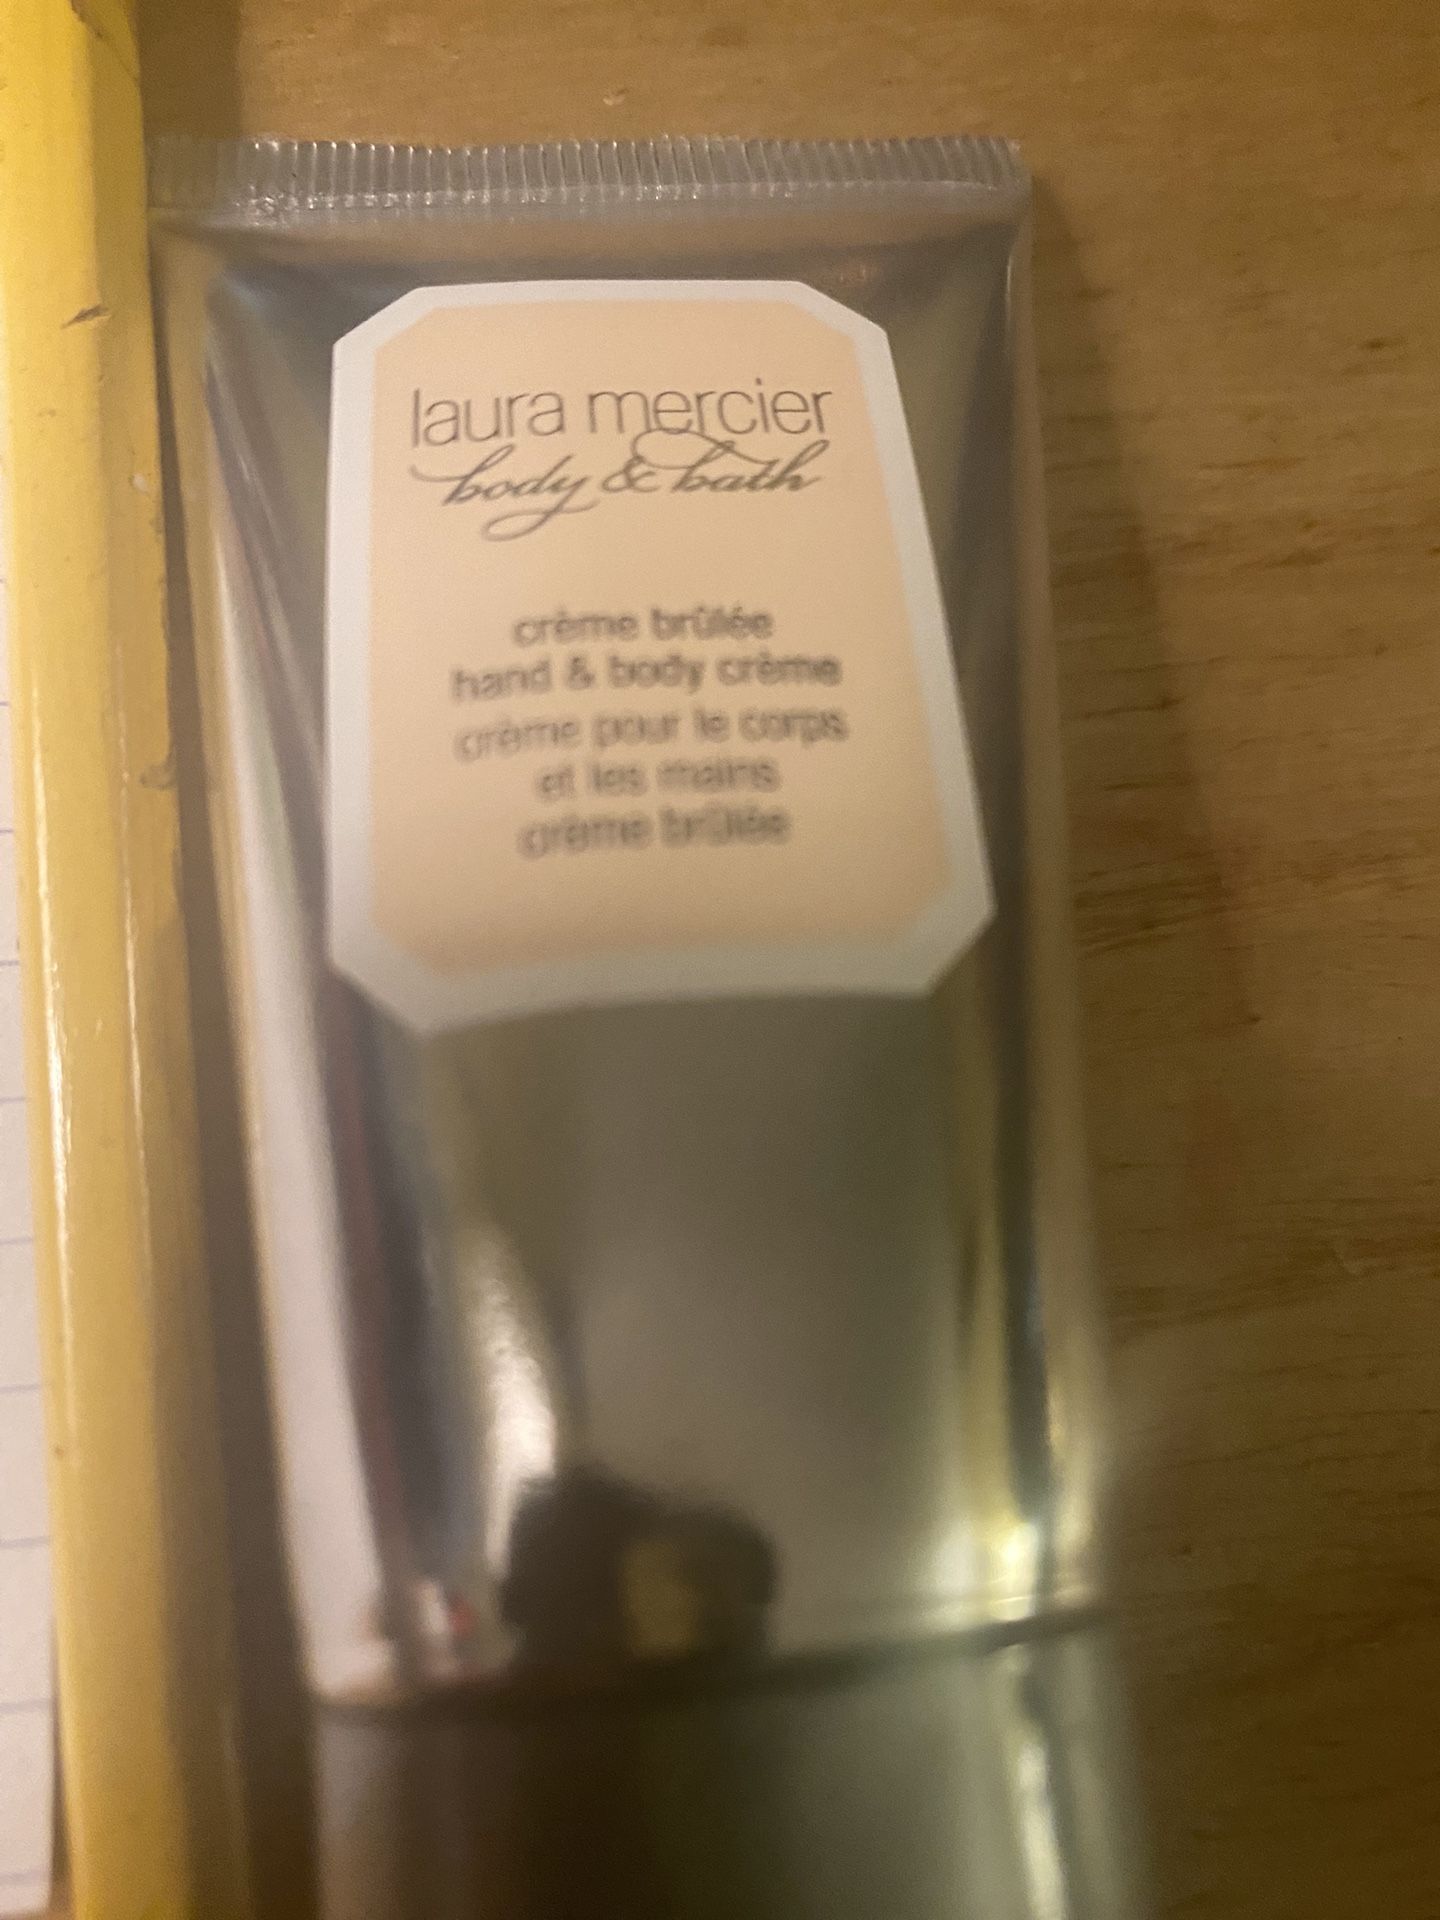 laura mercier
body & bath
crème brûlée
hand & body crème
crème pour le corps
et les mains
crème brûlée